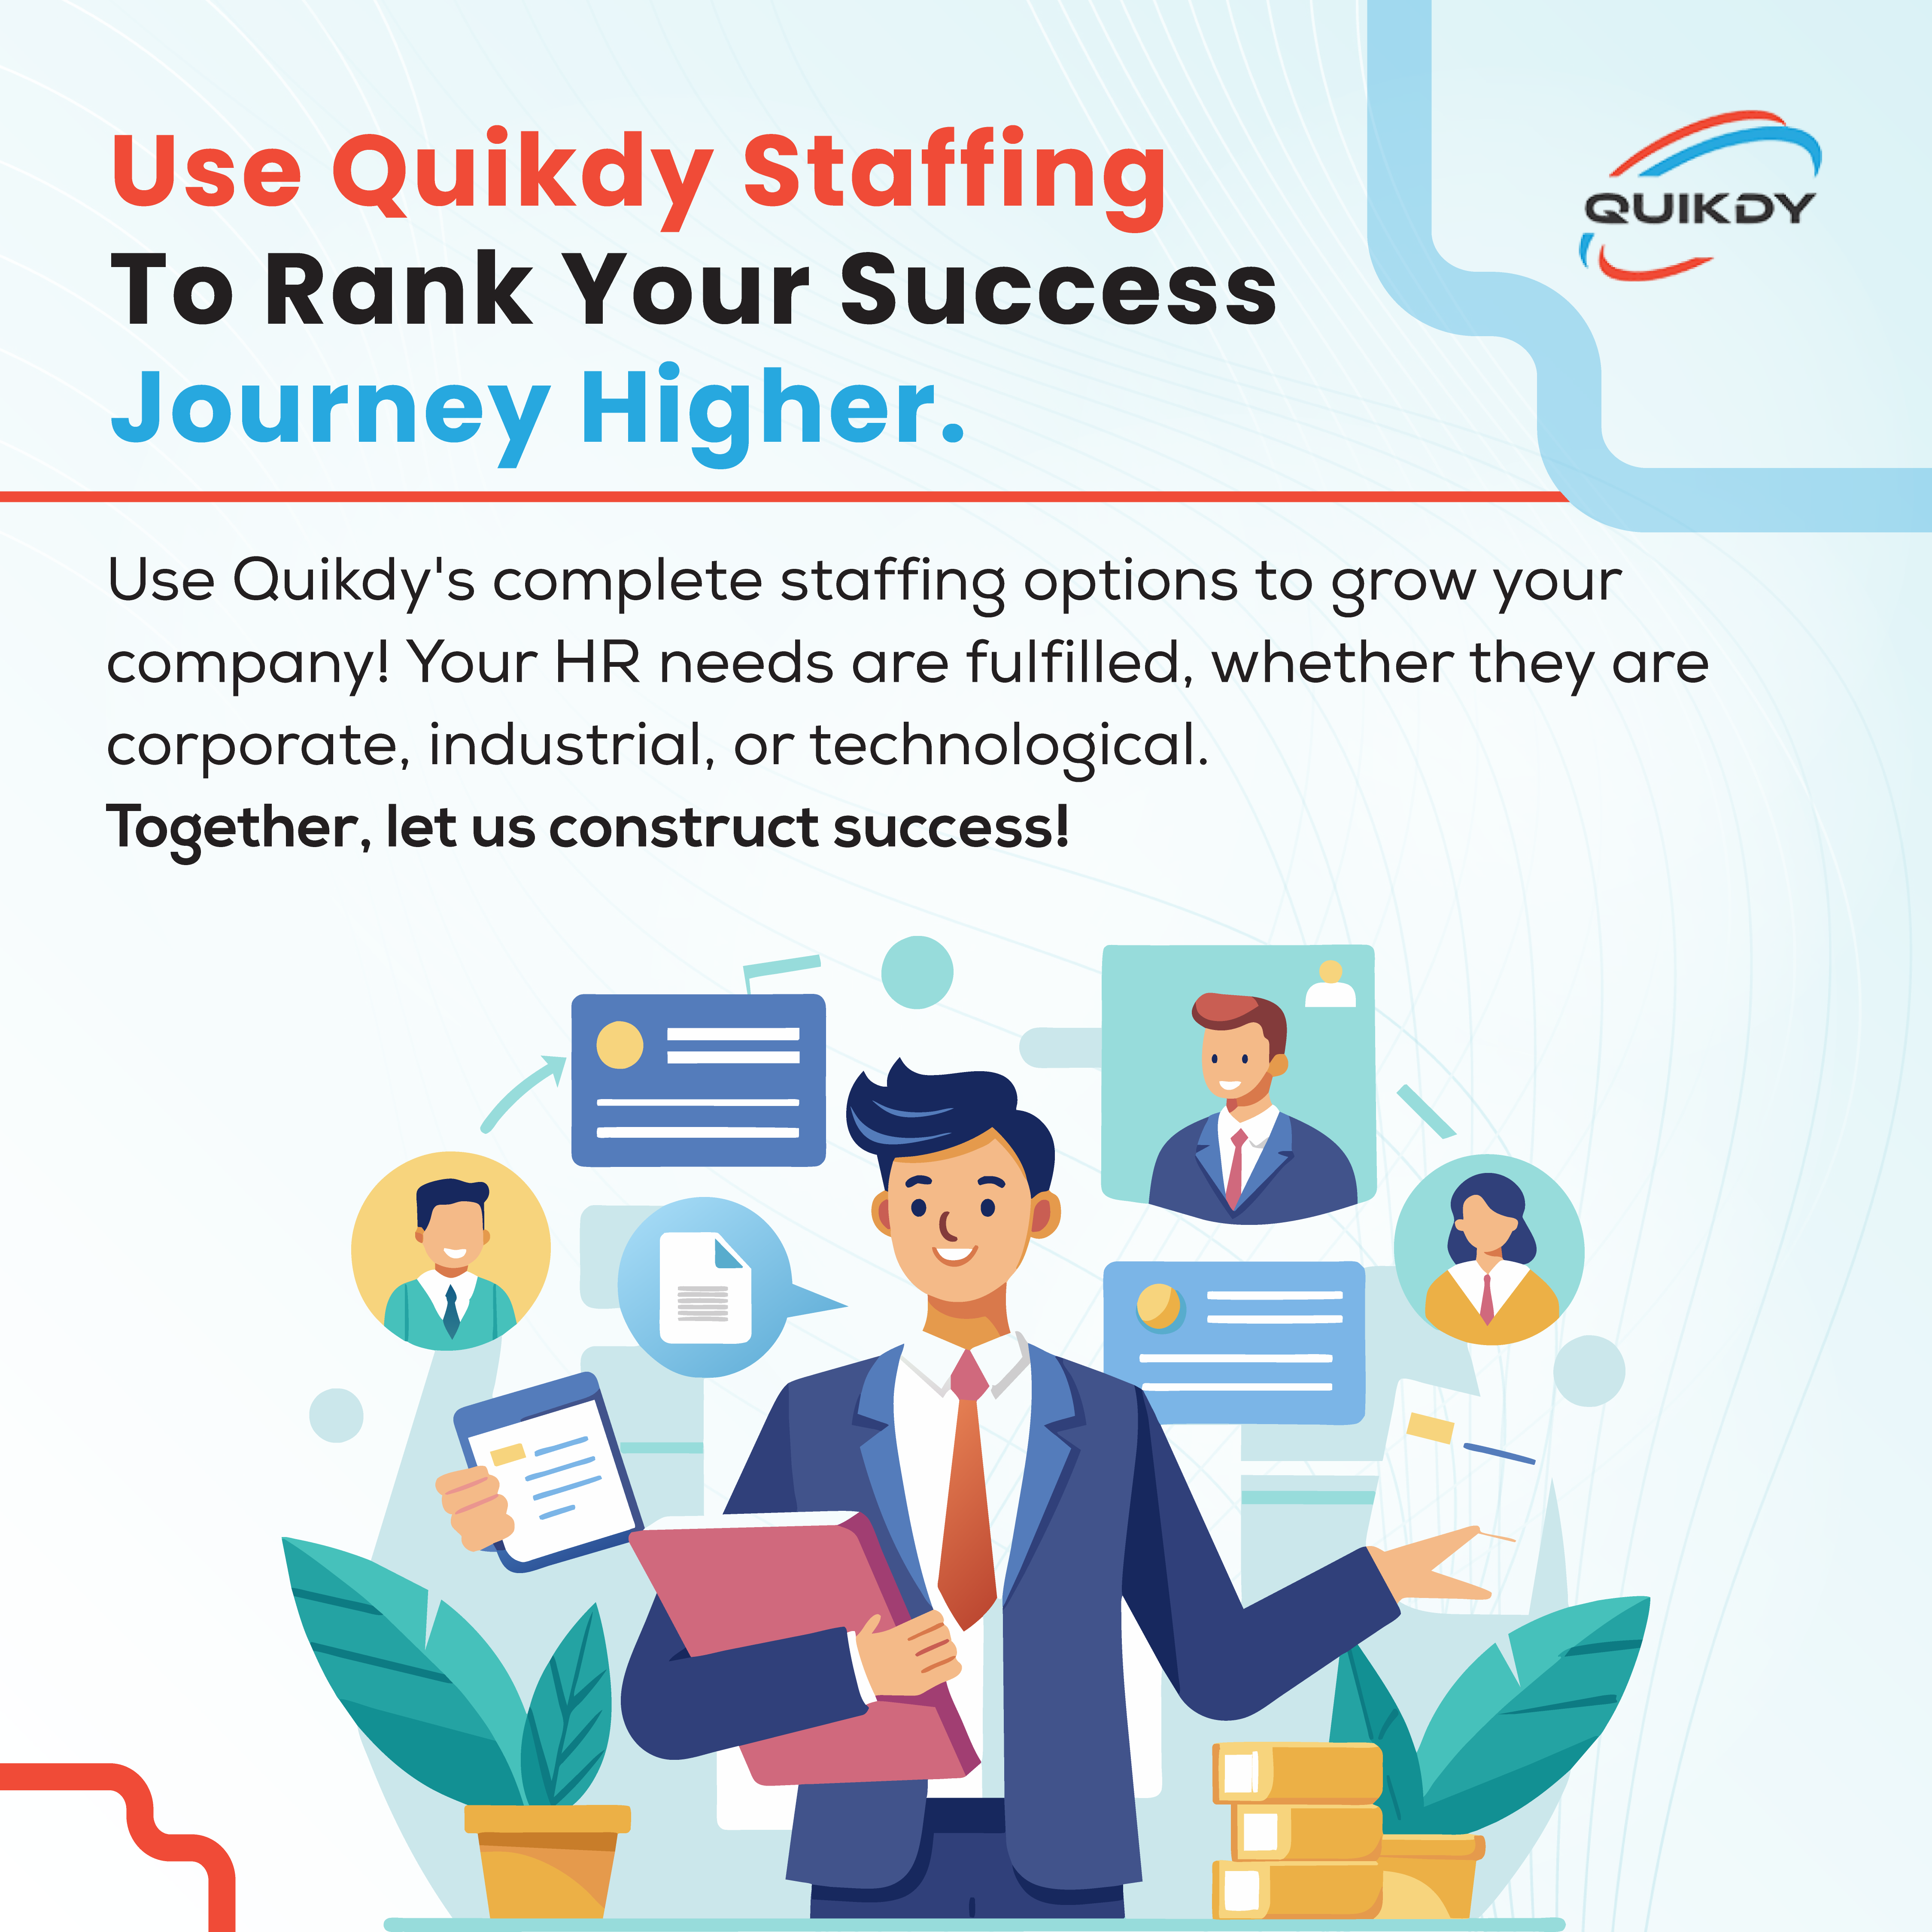 Use Quikdy Staffing
To Rank Your Success
Journey Higher.
QUIKDY
Use Quikdy's complete staffing options to grow your
company! Your HR needs are fulfilled, whether they are
corporate, industrial, or technological.
Together, let us construct success!